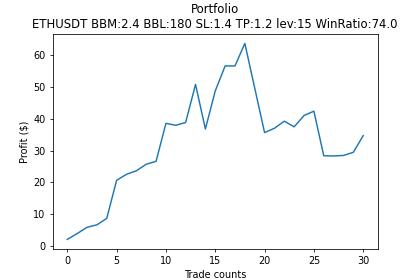 Portfolio
ETHUSDT BBM:2.4 BBL:180 SL:1.4 TP:1.2 lev:15 WinRatio:74.0
60
50
40
30
20
10
0
Profit ($)
0 5 10 15 20 25 30
Trade counts